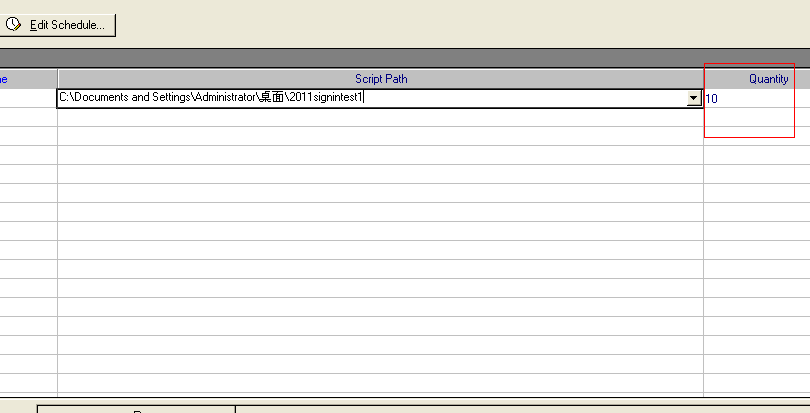 Edit Schedule...
Script Path
Quantity
C:\Documents and Settings\Administrator\桌面\2011signintest1
10